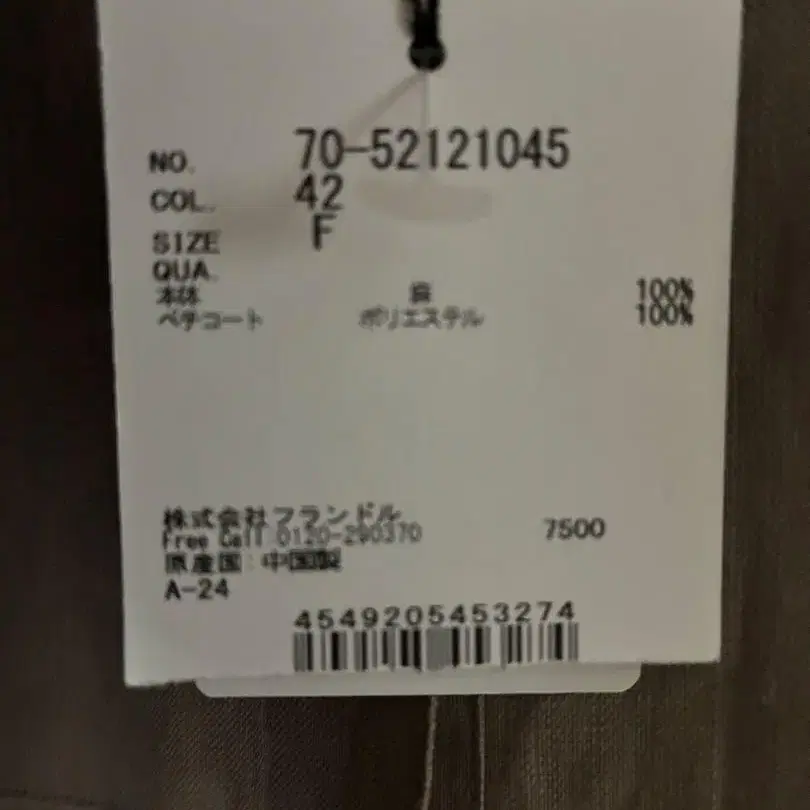 NO. 70-52121045
COL. 42
SIZE F
QUA.
本体 麻 100%
ペチコート ポリエステル 100%
株式会社フランドル
Free Call 0120-290370 7500
原産国：中国製
A-24
4549205453274